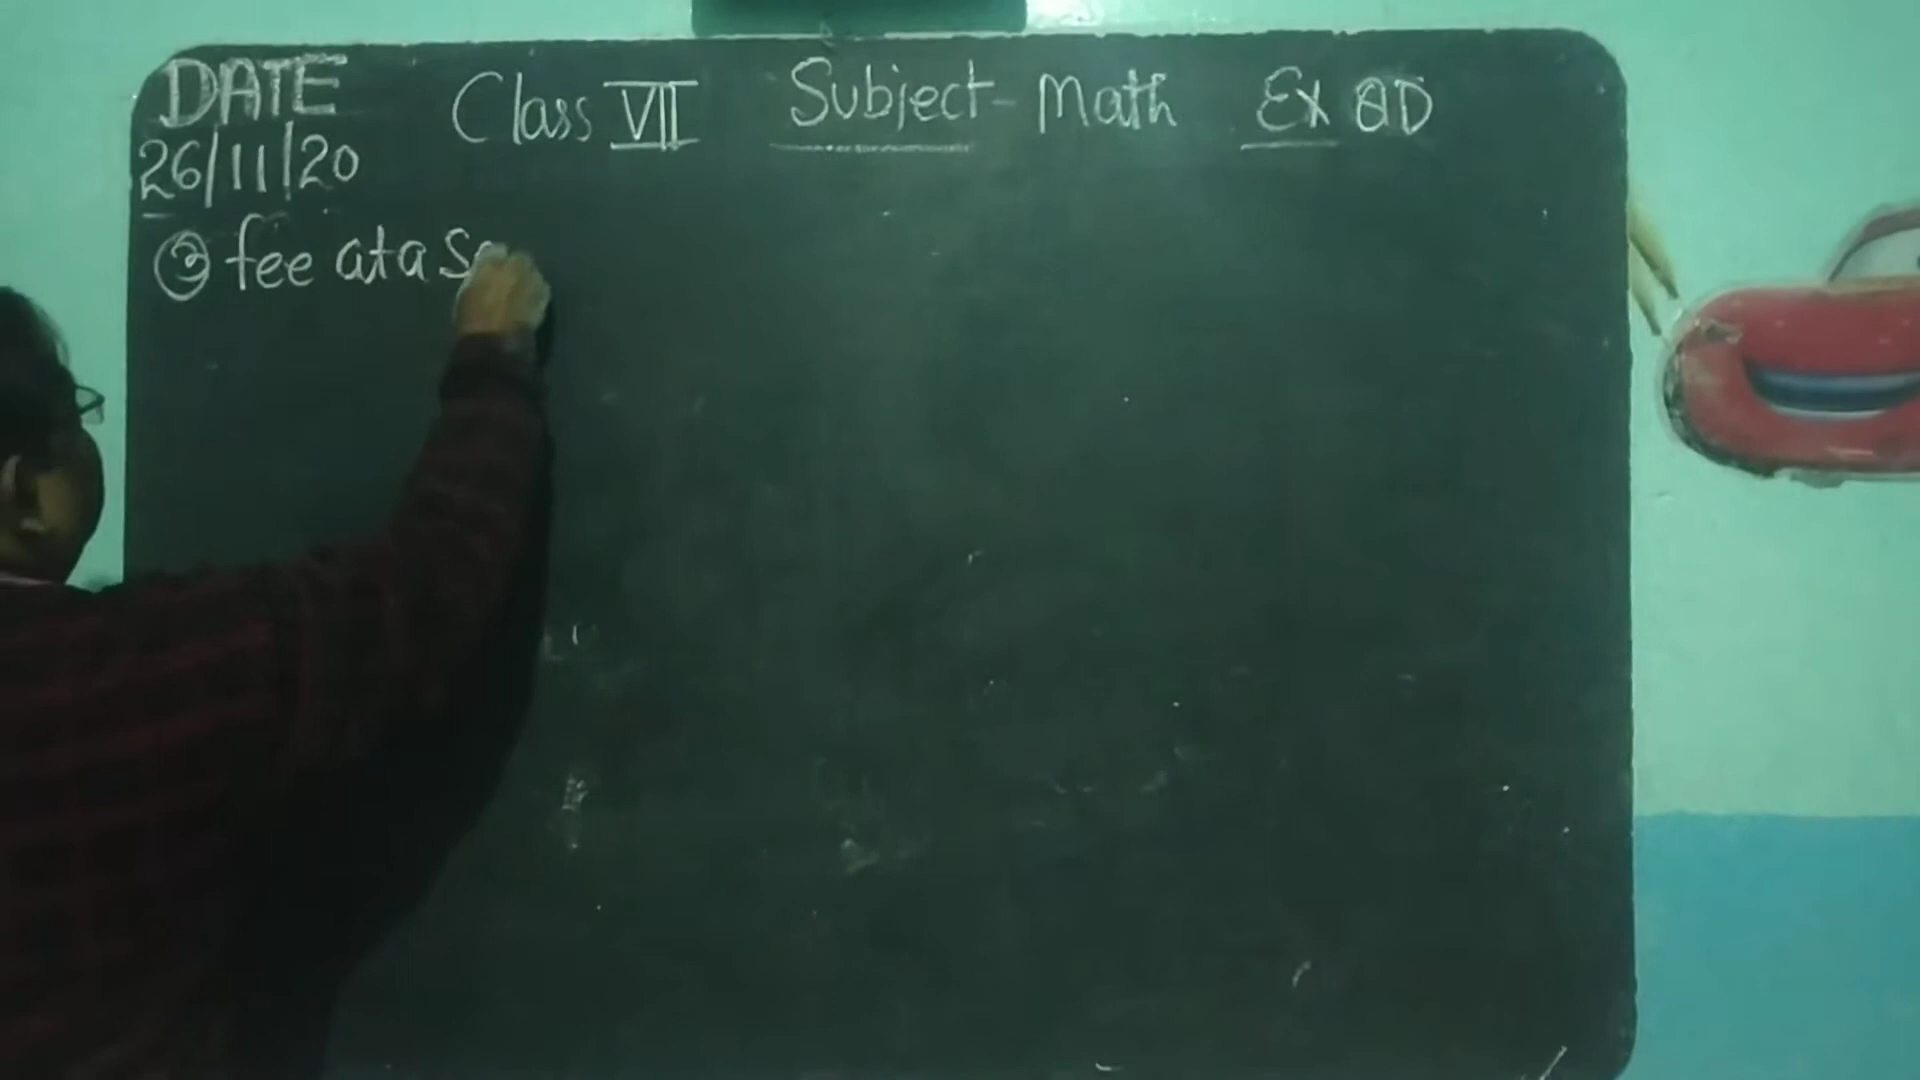 DATE Class VII Subject - Math Ex 8D
26/11/20
③ fee at a